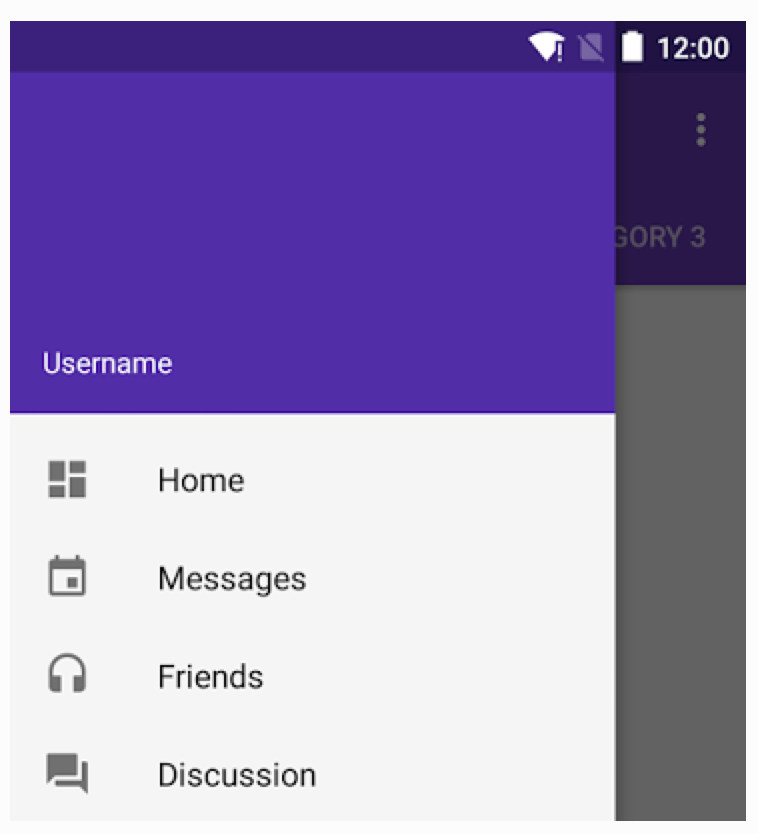 12:00
GORY 3
Username
Home
Messages
Friends
Discussion